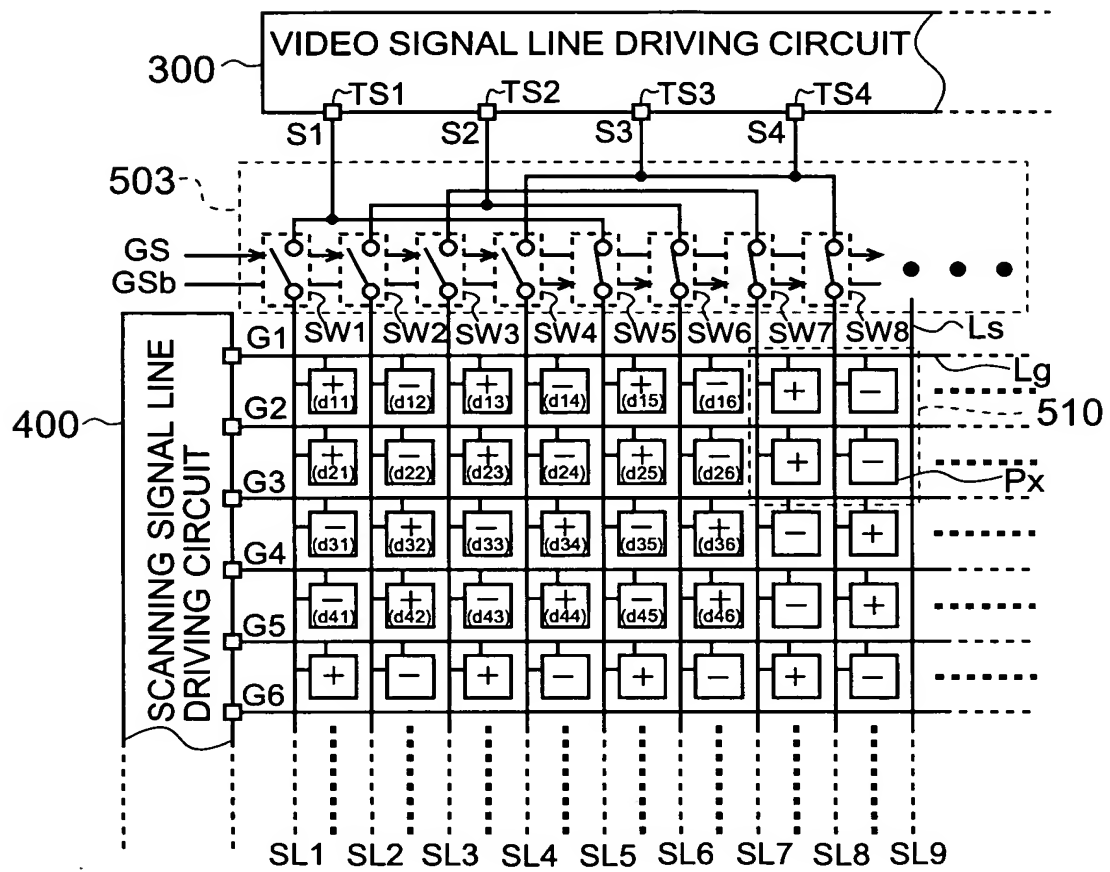 VIDEO SIGNAL LINE DRIVING CIRCUIT
300
TS1 TS2 TS3 TS4
S1 S2 S3 S4
503
GS
GSb
SW1 SW2 SW3 SW4 SW5 SW6 SW7 SW8 Ls
G1
Lg
+ − + − + − + −
(d11) (d12) (d13) (d14) (d15) (d16)
400
SCANNING SIGNAL LINE
DRIVING CIRCUIT
G2
510
+ − + − + − + −
(d21) (d22) (d23) (d24) (d25) (d26)
Px
G3
− + − + − + − +
(d31) (d32) (d33) (d34) (d35) (d36)
G4
− + − + − + − +
(d41) (d42) (d43) (d44) (d45) (d46)
G5
+ − + − + − + −
G6
SL1 SL2 SL3 SL4 SL5 SL6 SL7 SL8 SL9